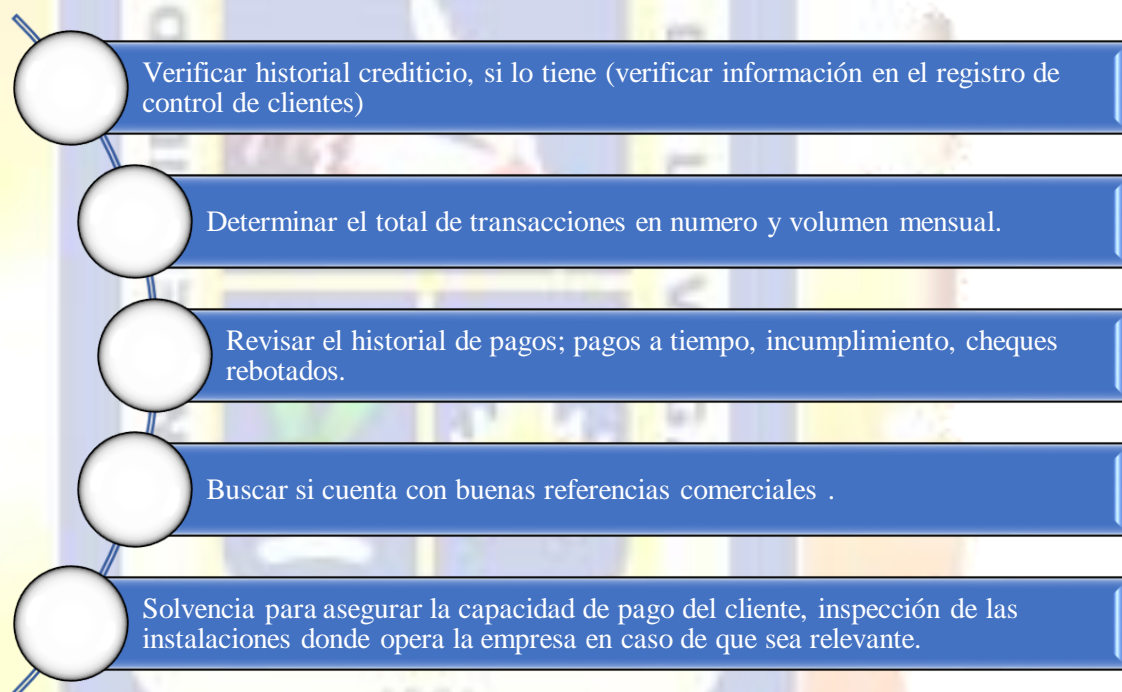 Verificar historial crediticio, si lo tiene (verificar información en el registro de
control de clientes)
Determinar el total de transacciones en numero y volumen mensual.
Revisar el historial de pagos; pagos a tiempo, incumplimiento, cheques
rebotados.
Buscar si cuenta con buenas referencias comerciales .
Solvencia para asegurar la capacidad de pago del cliente, inspección de las
instalaciones donde opera la empresa en caso de que sea relevante.